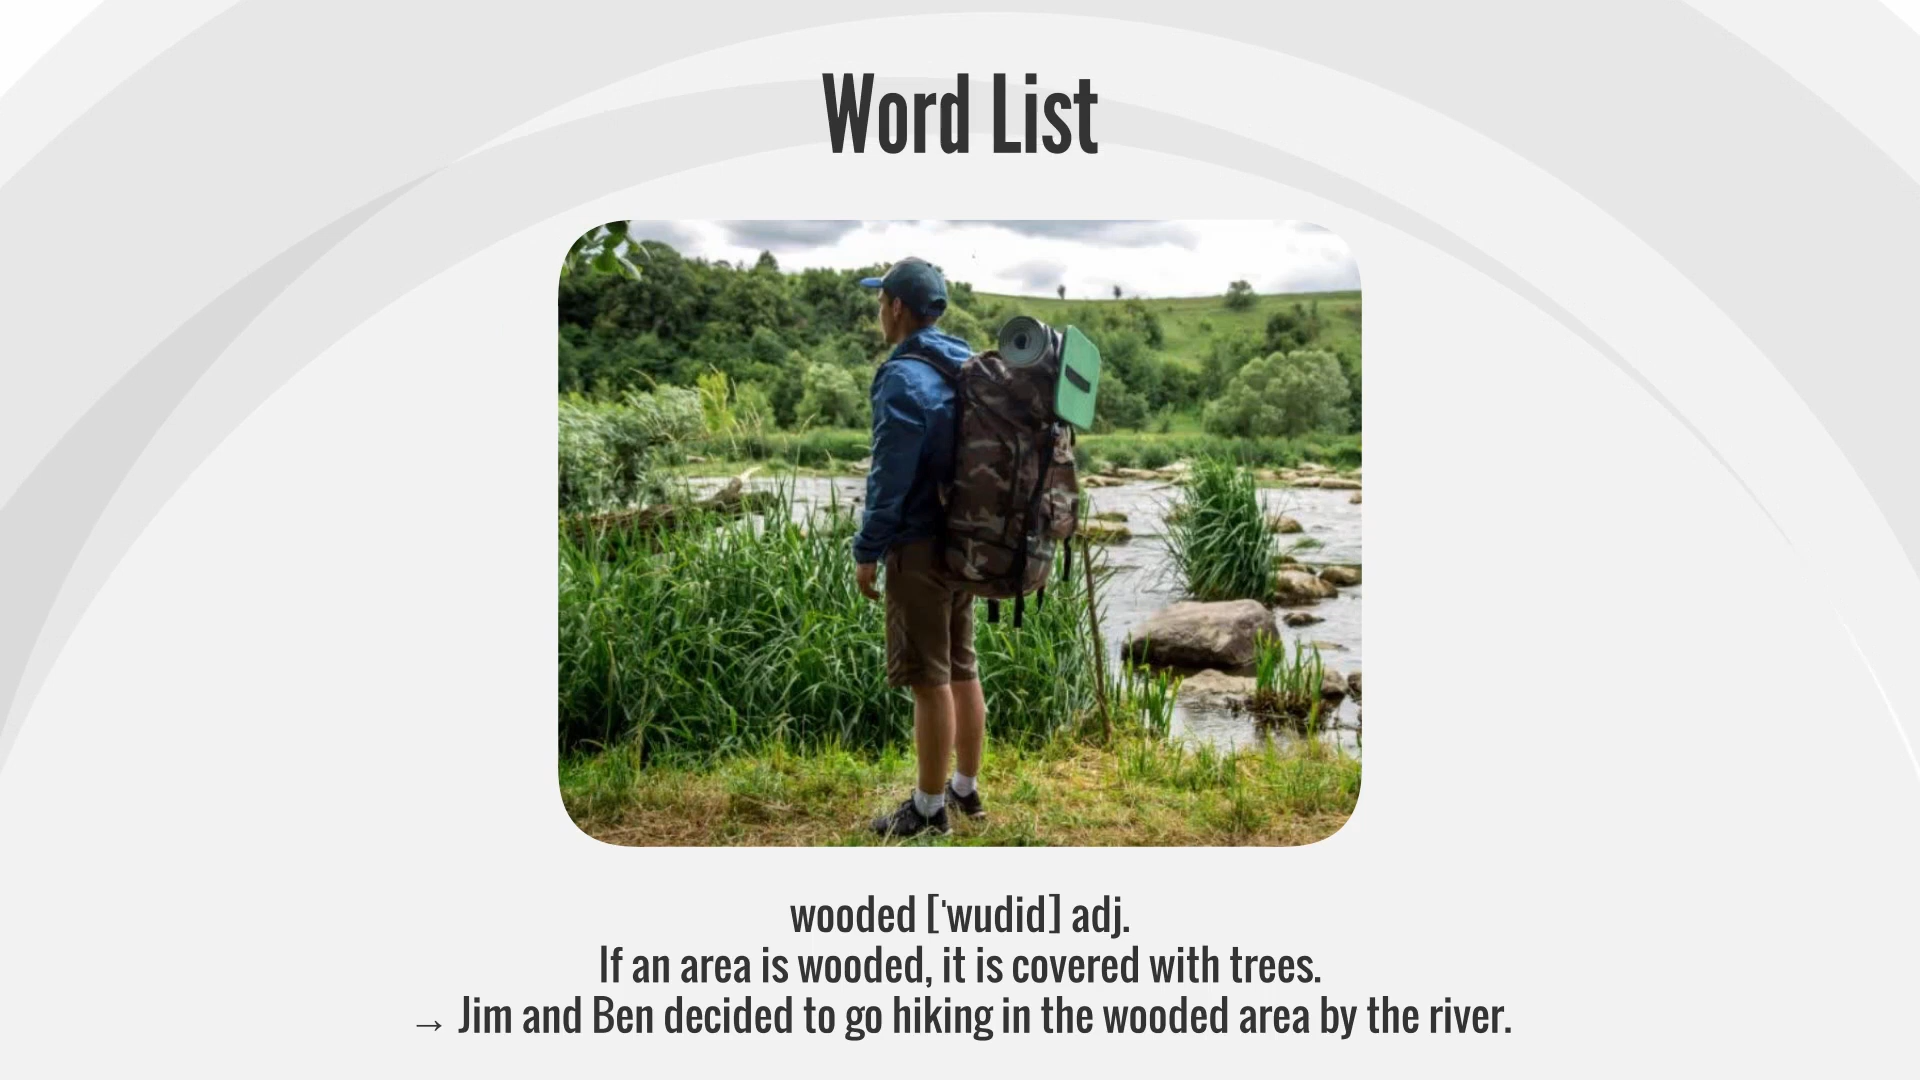 Word List
wooded [ˈwudid] adj.
If an area is wooded, it is covered with trees.
→ Jim and Ben decided to go hiking in the wooded area by the river.